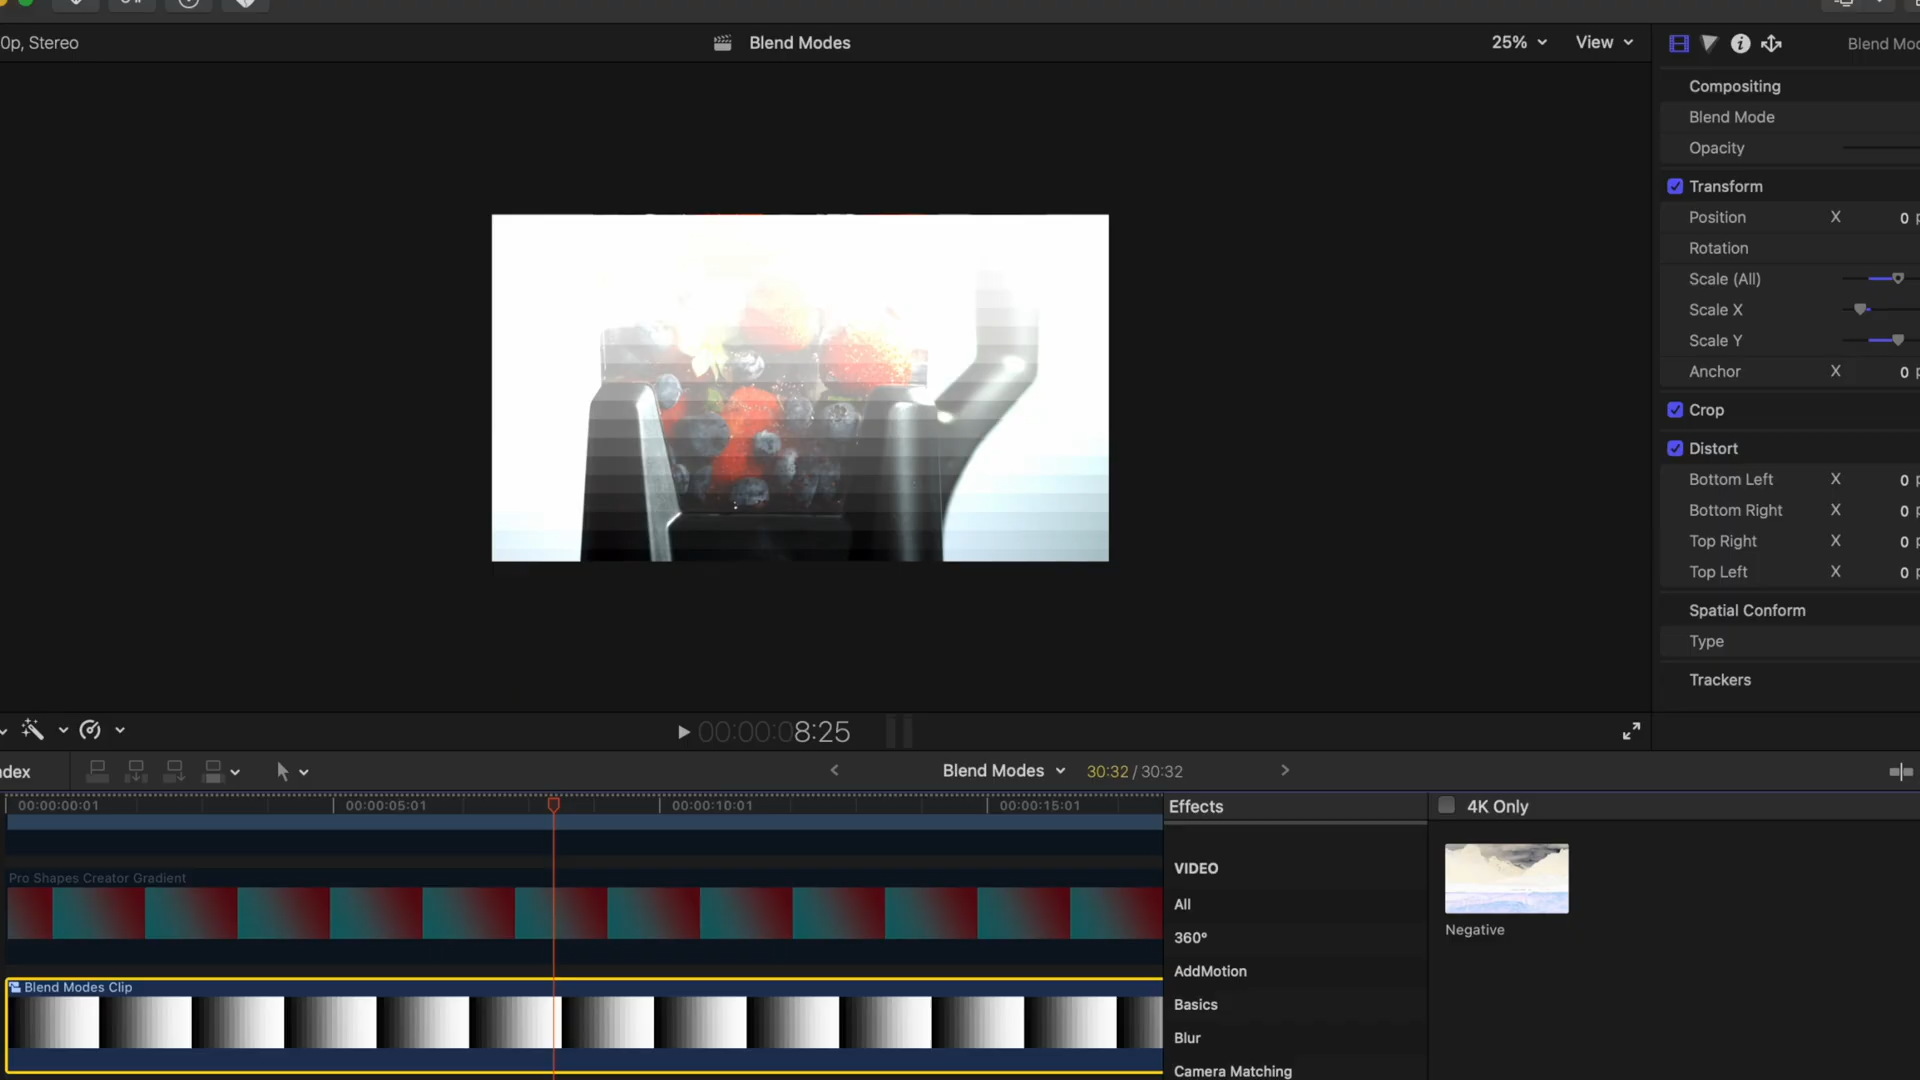 0p, Stereo
Blend Modes
25%
View
Blend Mo
Compositing
Blend Mode
Opacity
Transform
Position X 0 p
Rotation
Scale (All)
Scale X
Scale Y
Anchor X 0 p
Crop
Distort
Bottom Left X 0 p
Bottom Right X 0 p
Top Right X 0 p
Top Left X 0 p
Spatial Conform
Type
Trackers
00:00:08:25
ndex
Blend Modes
30:32 / 30:32
00:00:00:01
00:00:05:01
00:00:10:01
00:00:15:01
Pro Shapes Creator Gradient
Blend Modes Clip
Effects
4K Only
VIDEO
All
360°
AddMotion
Basics
Blur
Camera Matching
Negative